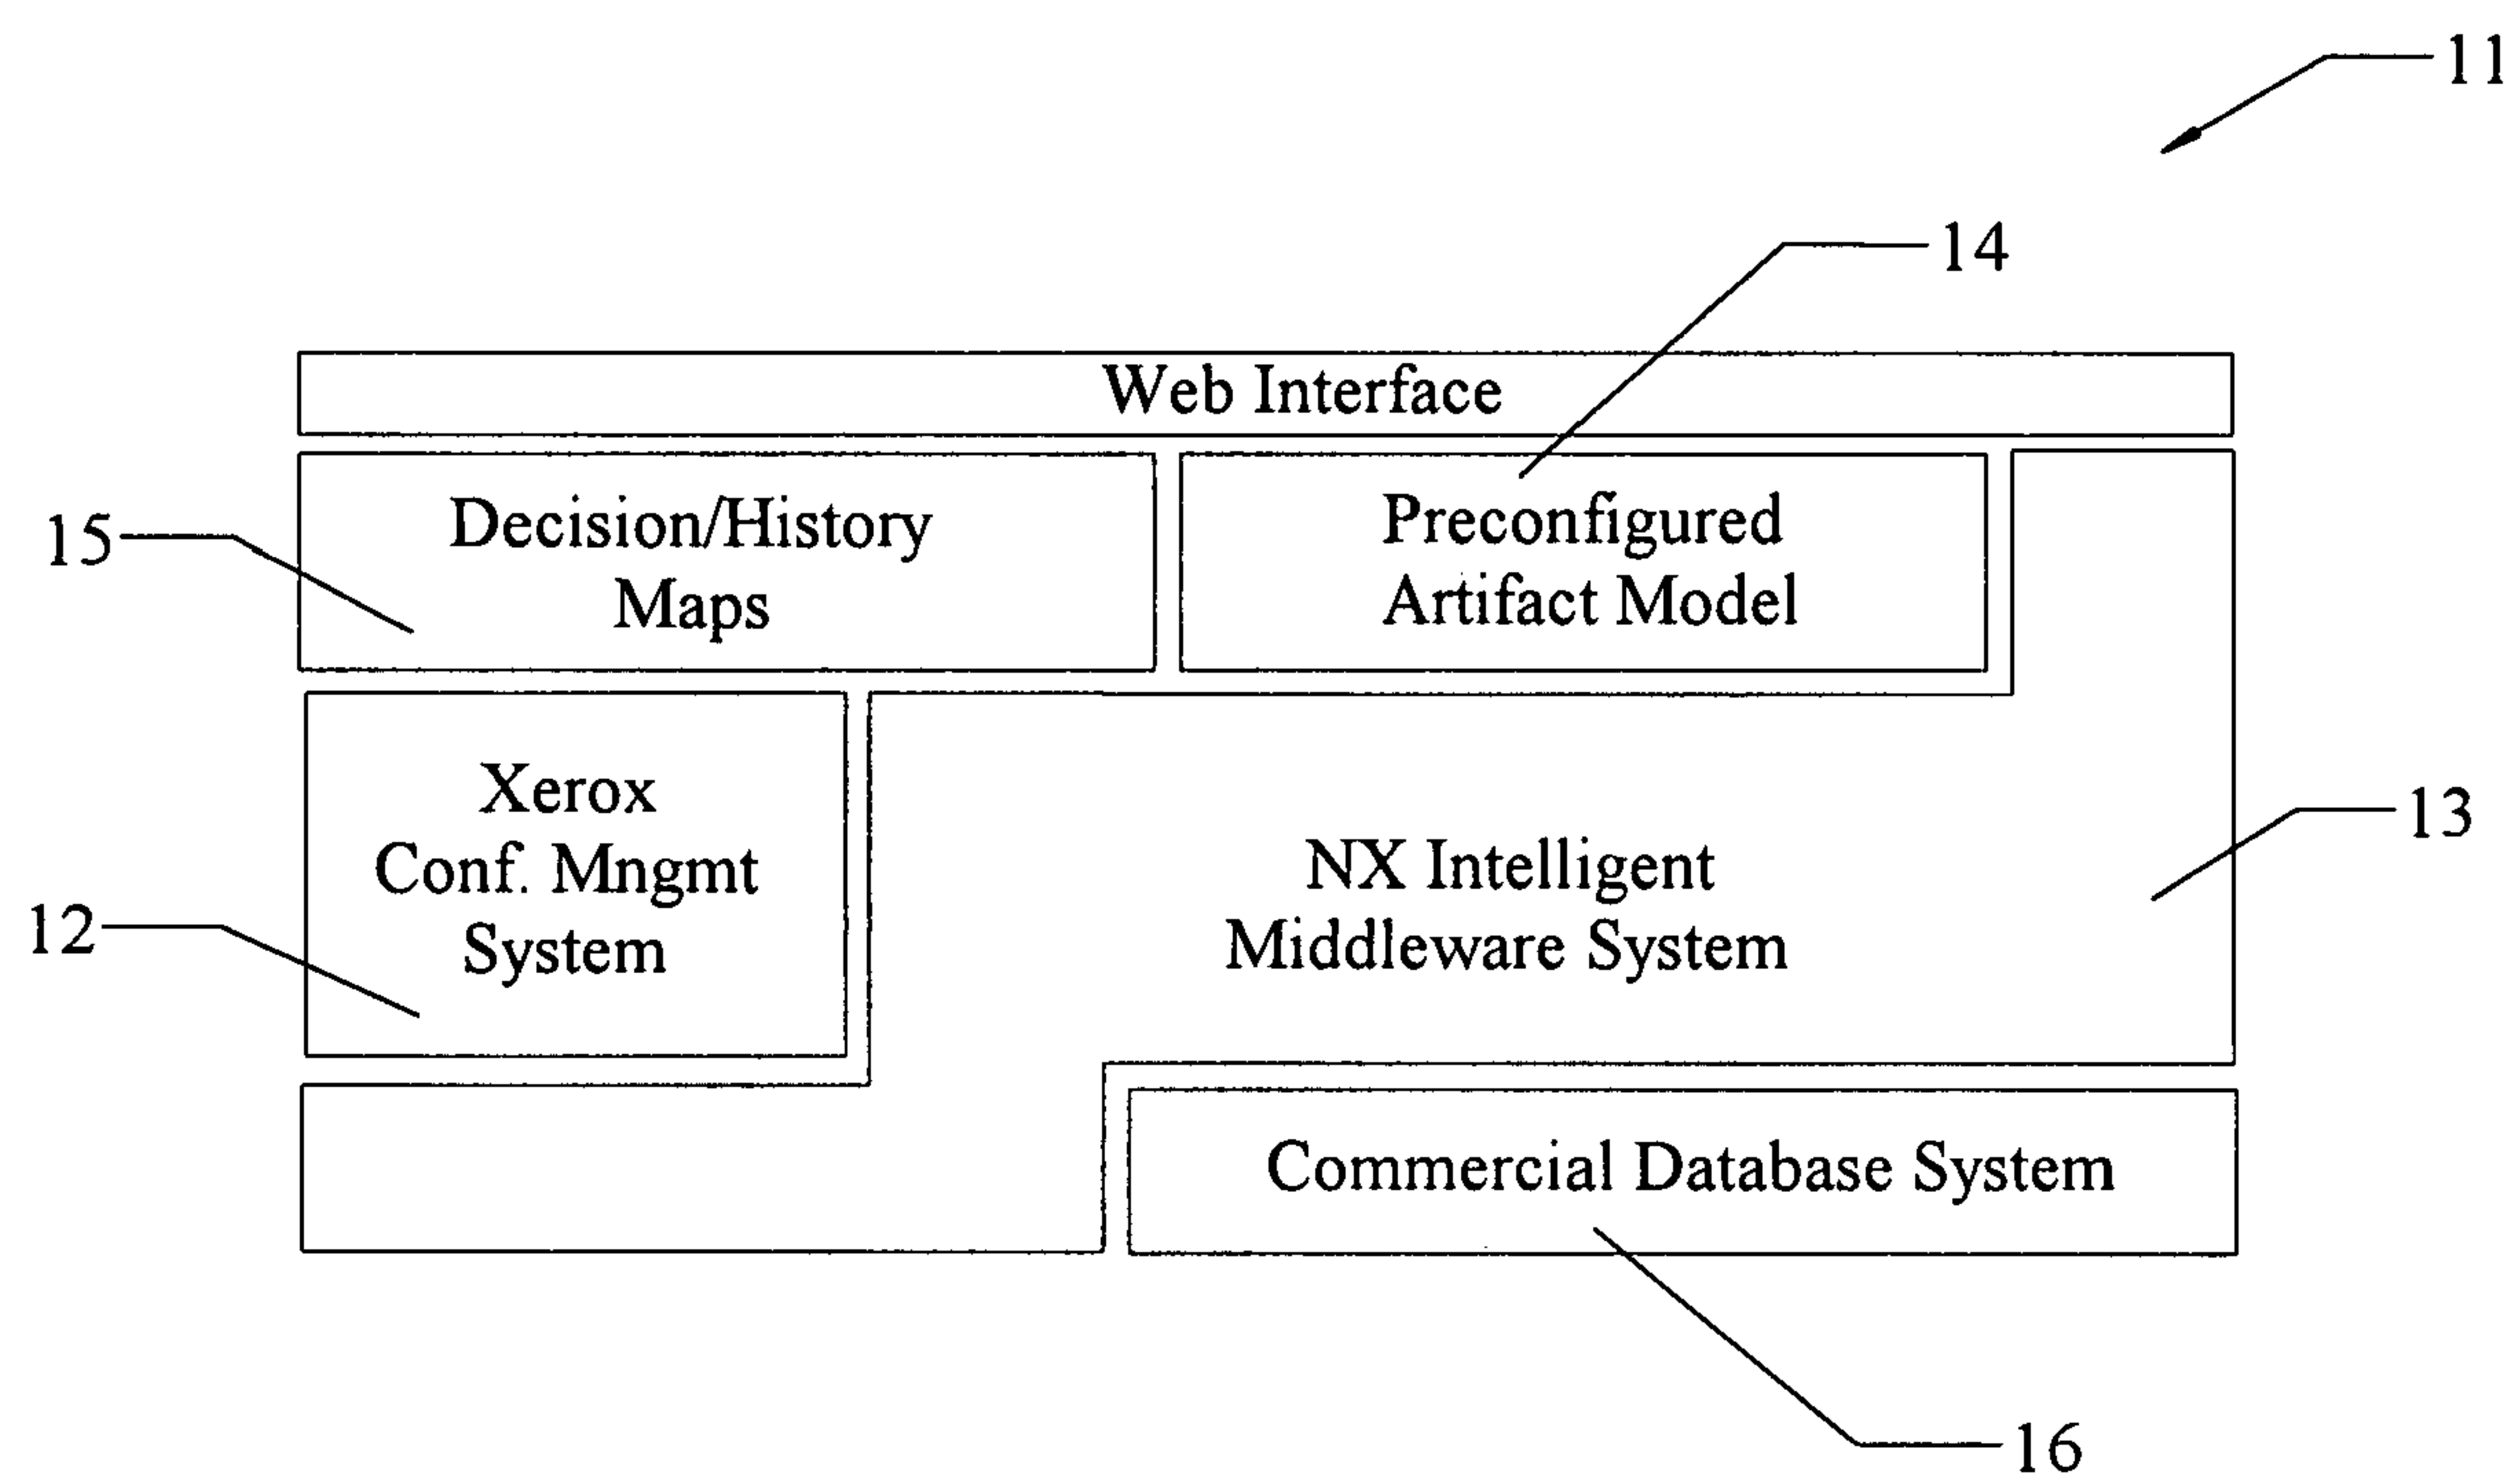 11
14
Web Interface
Decision/History
Maps
Preconfigured
Artifact Model
15
Xerox
Conf. Mngmt
System
NX Intelligent
Middleware System
13
12
Commercial Database System
16